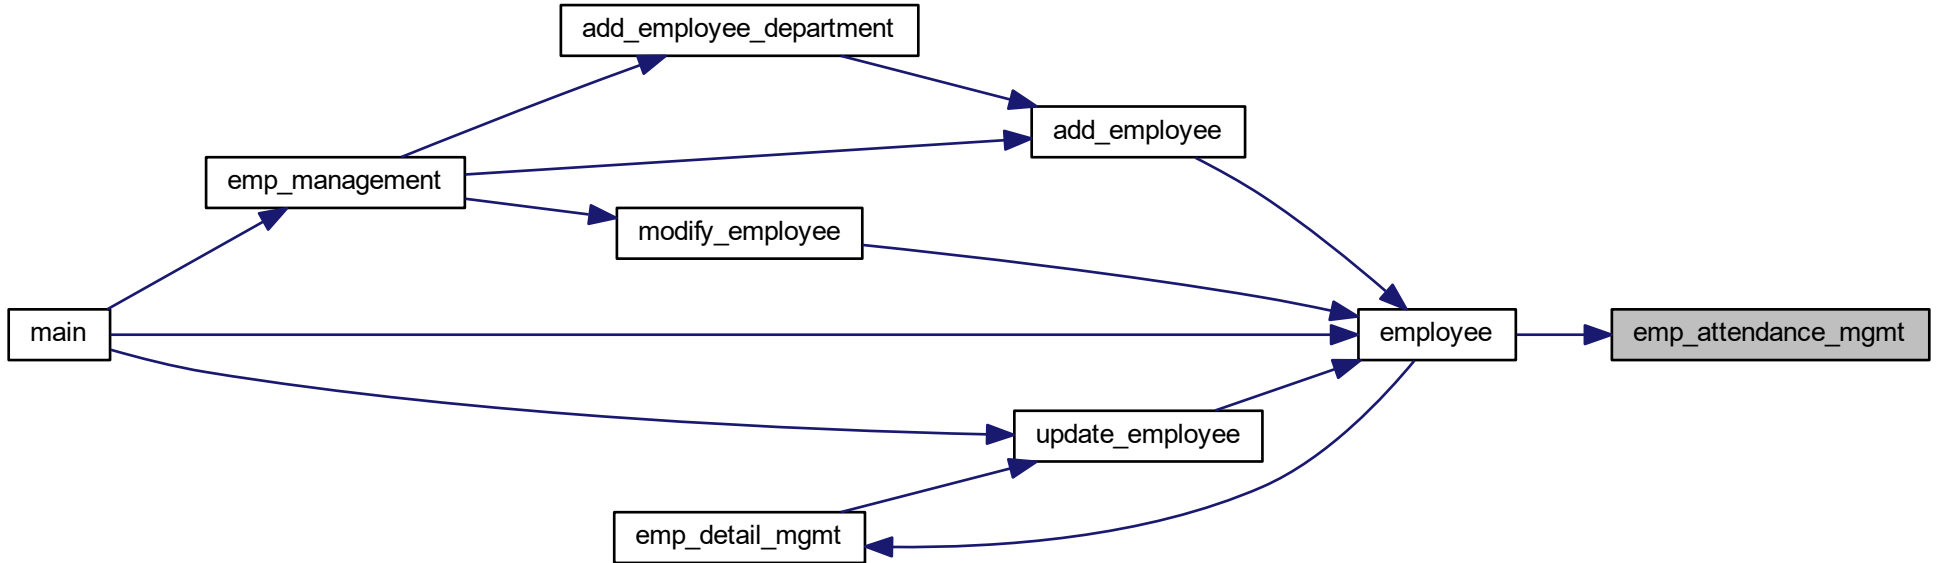 add_employee_department
add_employee
emp_management
modify_employee
main
employee
emp_attendance_mgmt
update_employee
emp_detail_mgmt